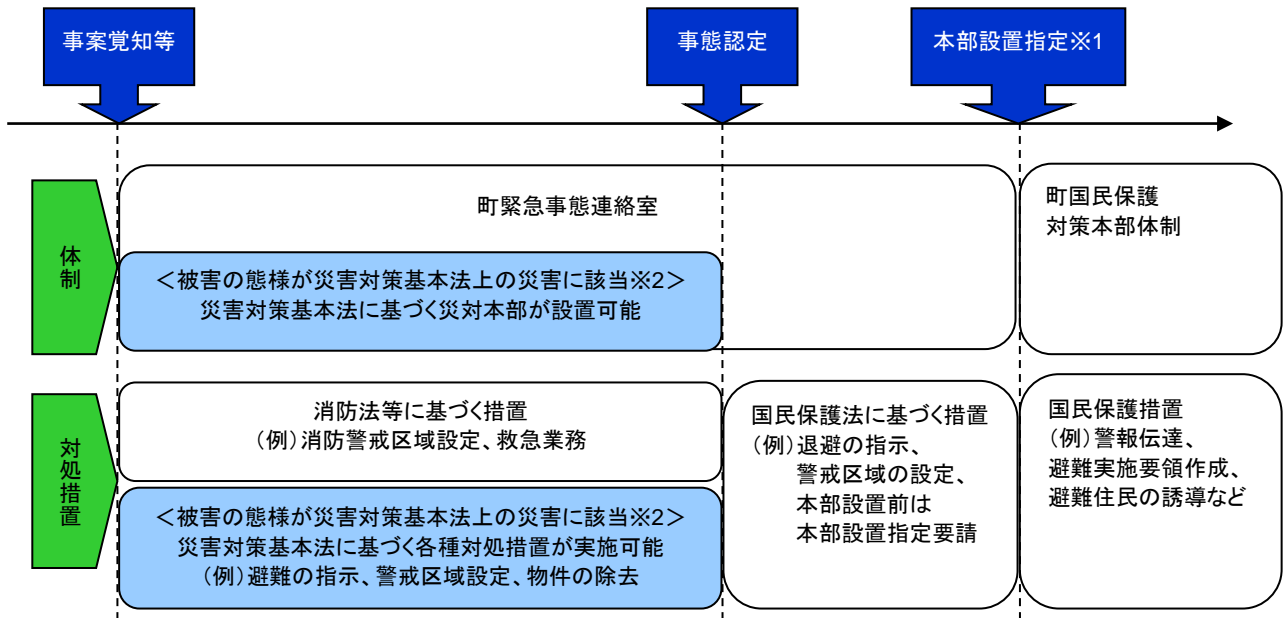 事案覚知等
事態認定
本部設置指定※1
体制
町緊急事態連絡室
＜被害の態様が災害対策基本法上の災害に該当※2＞
災害対策基本法に基づく災対本部が設置可能
町国民保護
対策本部体制
対処措置
消防法等に基づく措置
（例）消防警戒区域設定、救急業務
＜被害の態様が災害対策基本法上の災害に該当※2＞
災害対策基本法に基づく各種対処措置が実施可能
（例）避難の指示、警戒区域設定、物件の除去
国民保護法に基づく措置
（例）退避の指示、
警戒区域の設定、
本部設置前は
本部設置指定要請
国民保護措置
（例）警報伝達、
避難実施要領作成、
避難住民の誘導など